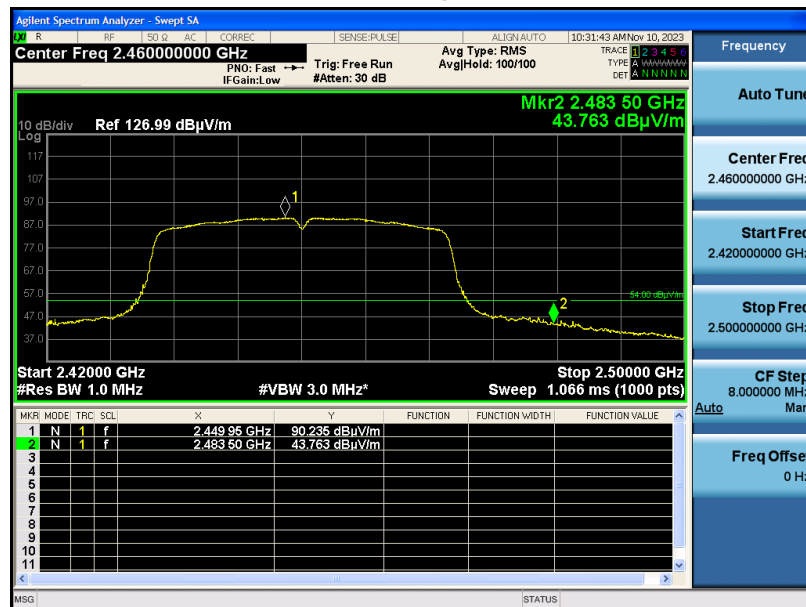 Agilent Spectrum Analyzer - Swept SA
LXI R RF 50 Ω AC CORREC SENSE:PULSE ALIGN AUTO 10:31:43 AM Nov 10, 2023
Center Freq 2.460000000 GHz
PNO: Fast
IFGain:Low
Trig: Free Run
#Atten: 30 dB
Avg Type: RMS
Avg|Hold: 100/100
TRACE 1 2 3 4 5 6
TYPE A WWWWW
DET A N N N N N
Mkr2 2.483 50 GHz
43.763 dBµV/m
10 dB/div Ref 126.99 dBµV/m
Log
117
107
97.0
87.0
77.0
67.0
57.0
47.0
37.0
1
2
54.00 dBµV/m
Start 2.42000 GHz Stop 2.50000 GHz
#Res BW 1.0 MHz #VBW 3.0 MHz* Sweep 1.066 ms (1000 pts)
MKR MODE TRC SCL X Y FUNCTION FUNCTION WIDTH FUNCTION VALUE
1 N 1 f 2.449 95 GHz 90.235 dBµV/m
2 N 1 f 2.483 50 GHz 43.763 dBµV/m
3
4
5
6
7
8
9
10
11
MSG STATUS
Frequency
Auto Tune
Center Freq
2.460000000 GHz
Start Freq
2.420000000 GHz
Stop Freq
2.500000000 GHz
CF Step
8.000000 MHz
Auto Man
Freq Offset
0 Hz